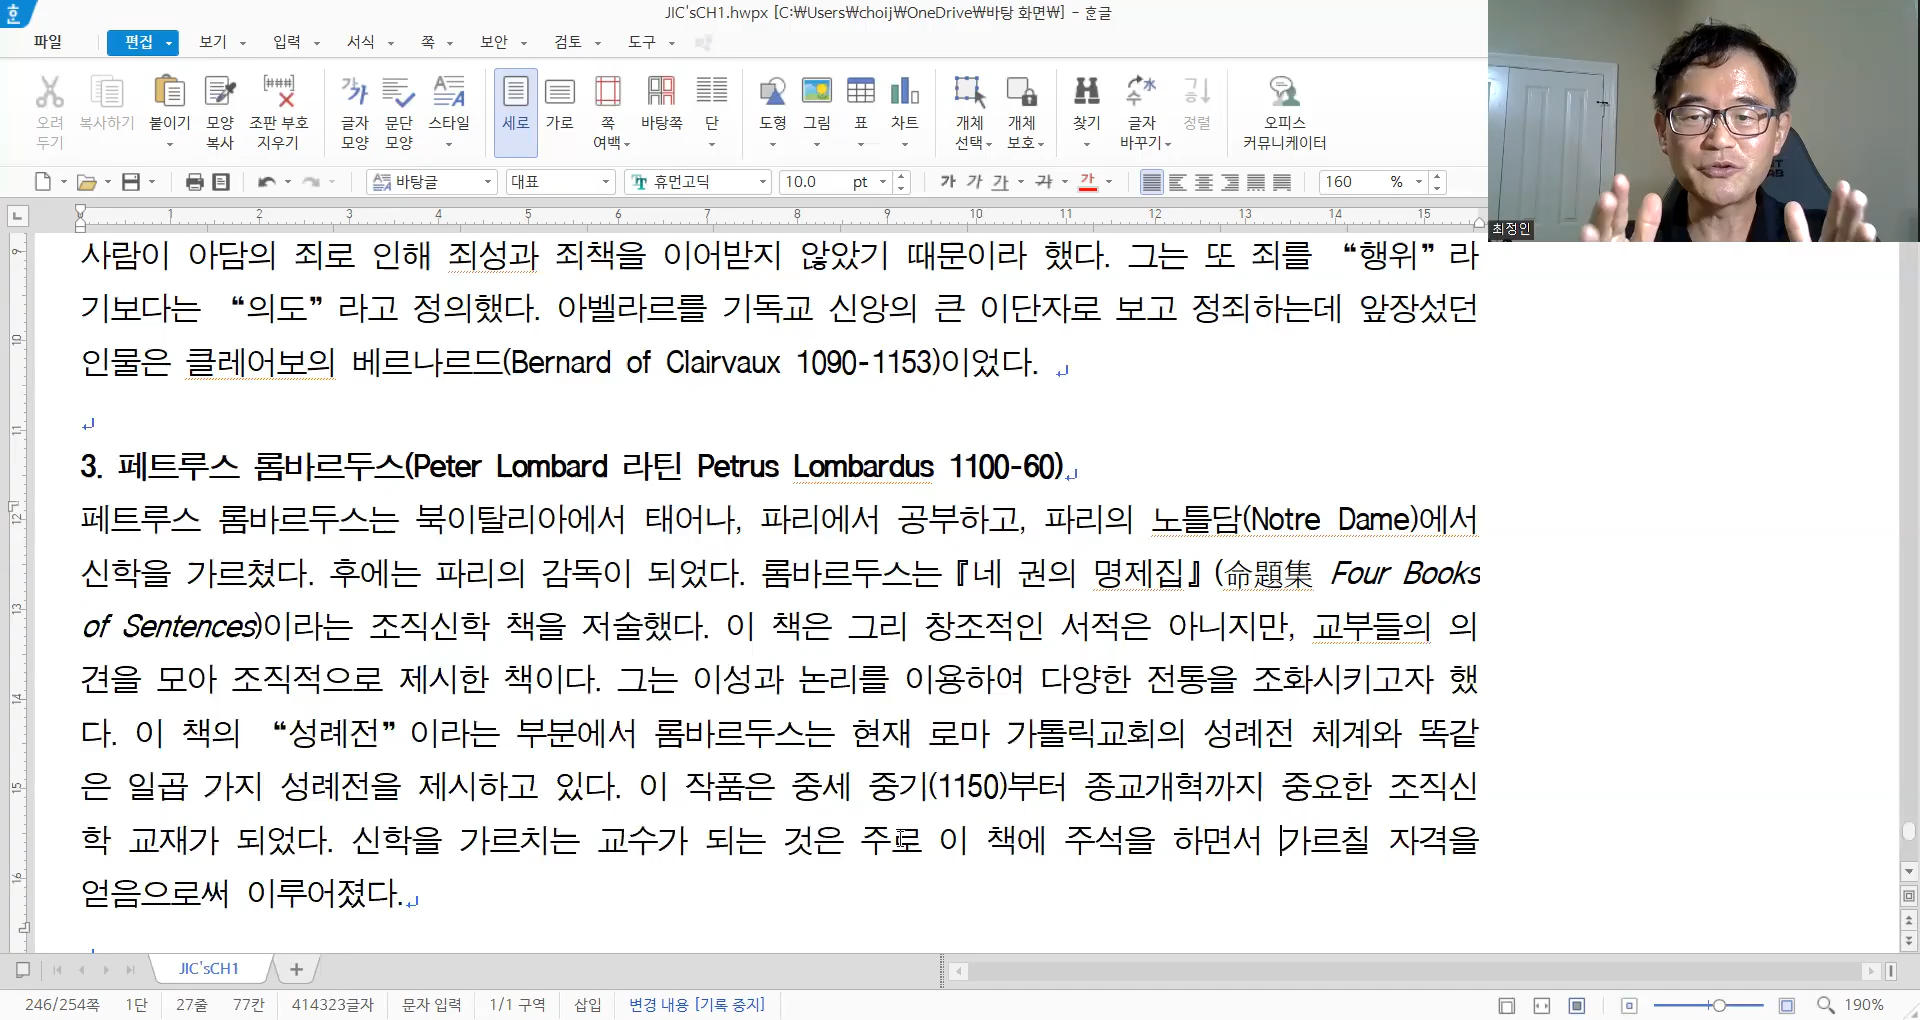 JIC'sCH1.hwpx [C:₩Users₩choij₩OneDrive₩바탕 화면₩] - 한글
파일 편집 보기 입력 서식 쪽 보안 검토 도구
오려 두기 복사하기 붙이기 모양 복사 조판 부호 지우기 글자 모양 문단 모양 스타일 세로 가로 쪽 여백 바탕쪽 단 도형 그림 표 차트 개체 선택 개체 보호 찾기 글자 바꾸기 정렬 오피스 커뮤니케이터
바탕글 대표 휴먼고딕 10.0 pt 가 가 가 가 가 160 %
최정인
1 2 3 4 5 6 7 8 9 10 11 12 13 14 15
사람이 아담의 죄로 인해 죄성과 죄책을 이어받지 않았기 때문이라 했다. 그는 또 죄를 “행위”라
기보다는 “의도”라고 정의했다. 아벨라르를 기독교 신앙의 큰 이단자로 보고 정죄하는데 앞장섰던
인물은 클레어보의 베르나르드(Bernard of Clairvaux 1090-1153)이었다.
3. 페트루스 롬바르두스(Peter Lombard 라틴 Petrus Lombardus 1100-60)
페트루스 롬바르두스는 북이탈리아에서 태어나, 파리에서 공부하고, 파리의 노틀담(Notre Dame)에서
신학을 가르쳤다. 후에는 파리의 감독이 되었다. 롬바르두스는『네 권의 명제집』(命題集 Four Books
of Sentences)이라는 조직신학 책을 저술했다. 이 책은 그리 창조적인 서적은 아니지만, 교부들의 의
견을 모아 조직적으로 제시한 책이다. 그는 이성과 논리를 이용하여 다양한 전통을 조화시키고자 했
다. 이 책의 “성례전”이라는 부분에서 롬바르두스는 현재 로마 가톨릭교회의 성례전 체계와 똑같
은 일곱 가지 성례전을 제시하고 있다. 이 작품은 중세 중기(1150)부터 종교개혁까지 중요한 조직신
학 교재가 되었다. 신학을 가르치는 교수가 되는 것은 주로 이 책에 주석을 하면서 가르칠 자격을
얻음으로써 이루어졌다.
9
10
11
12
13
14
15
16
JIC'sCH1
246/254쪽 1단 27줄 77칸 414323글자 문자 입력 1/1 구역 삽입 변경 내용 [기록 중지] 190%